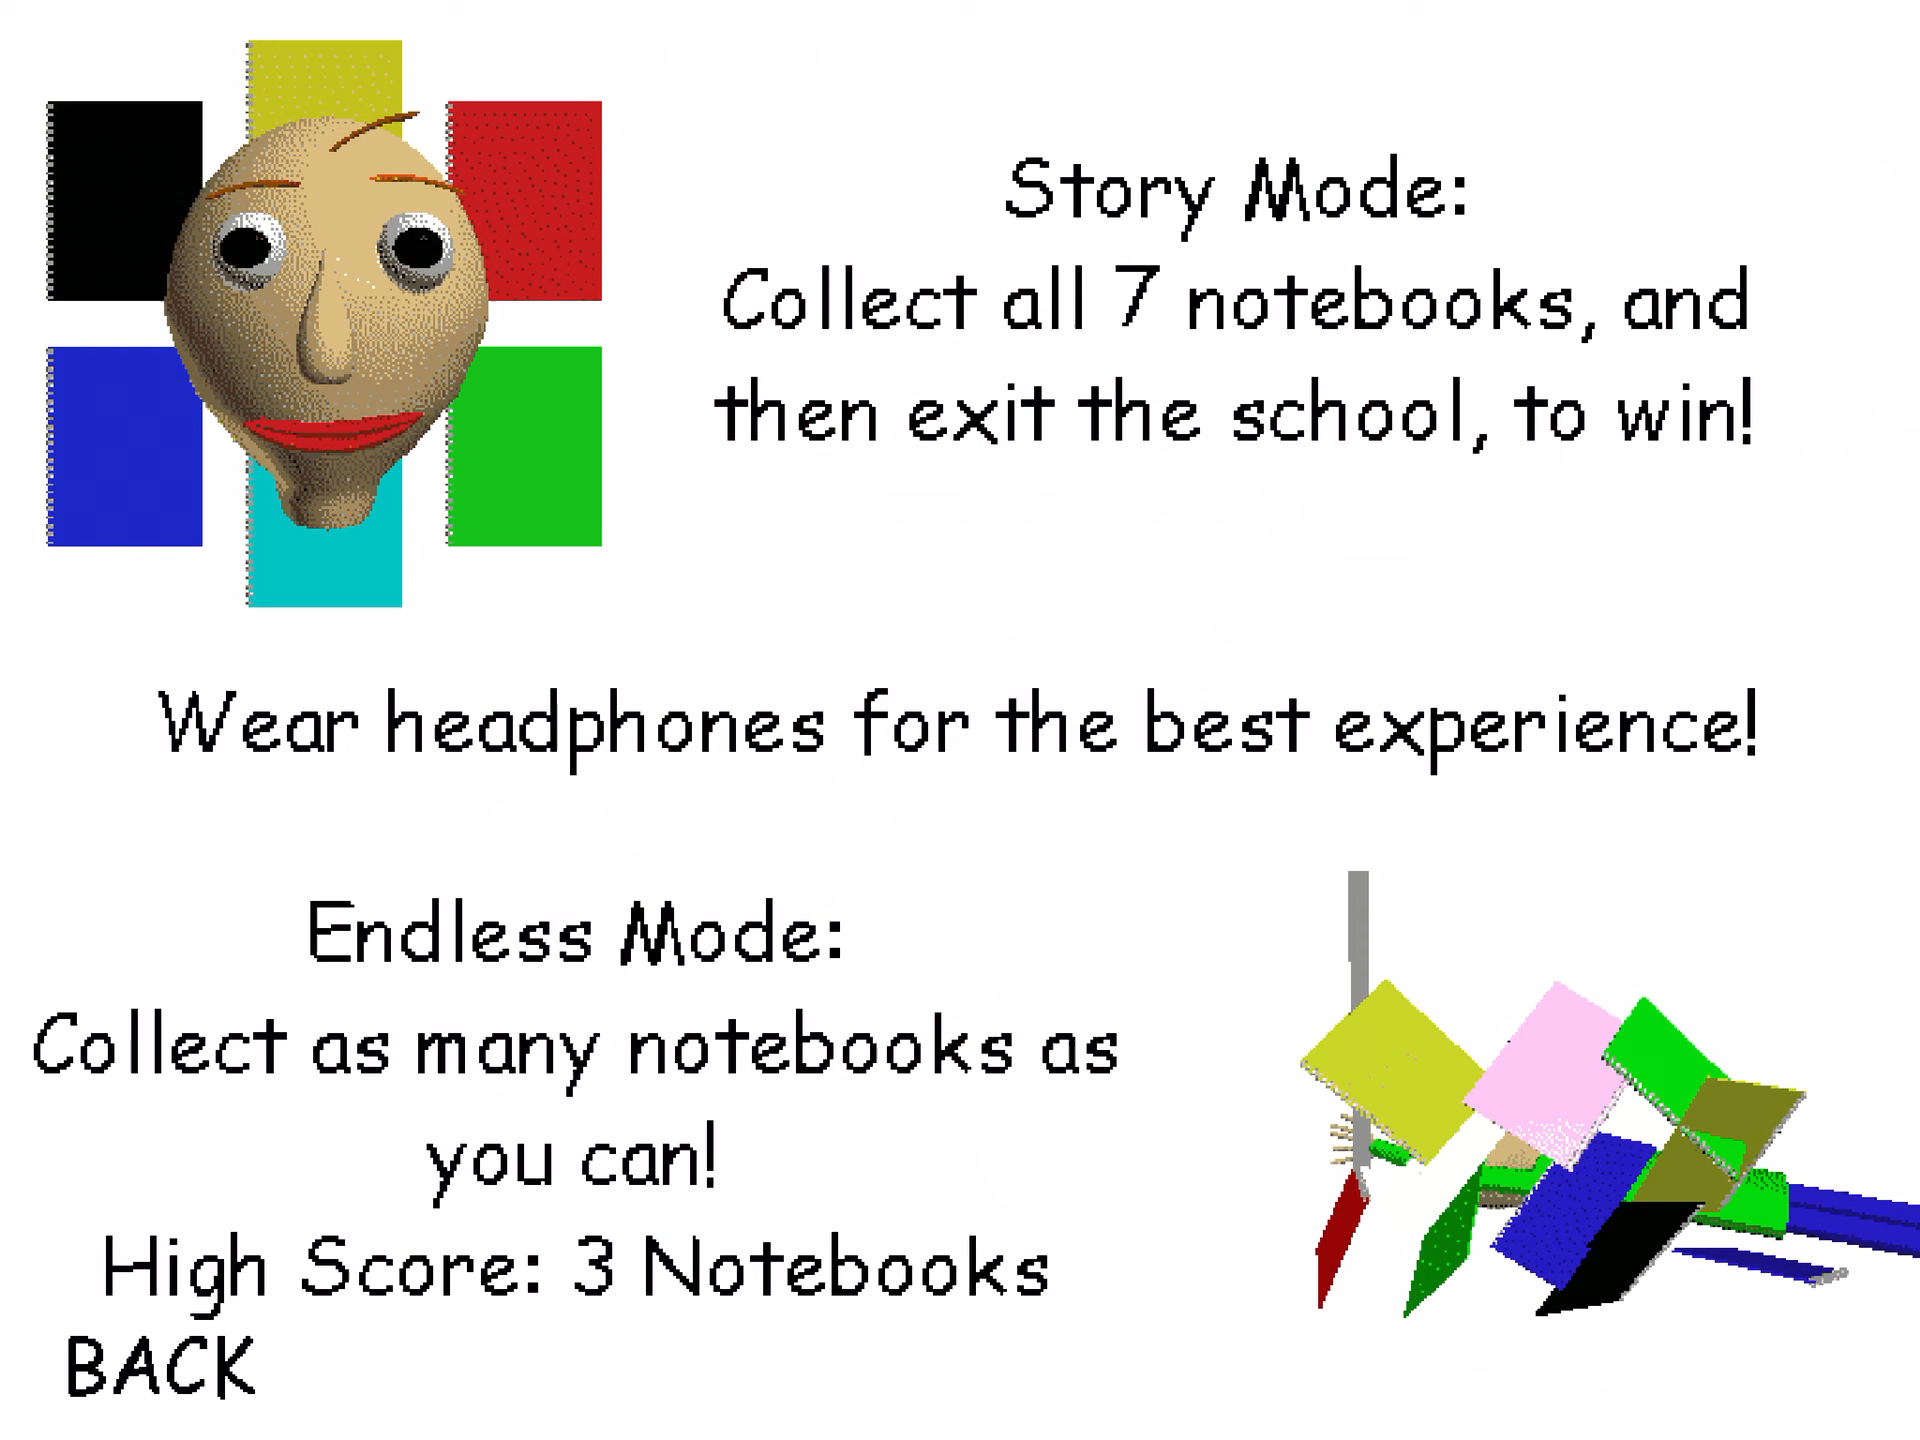 Story Mode:
Collect all 7 notebooks, and
then exit the school, to win!
Wear headphones for the best experience!
Endless Mode:
Collect as many notebooks as
you can!
High Score: 3 Notebooks
BACK